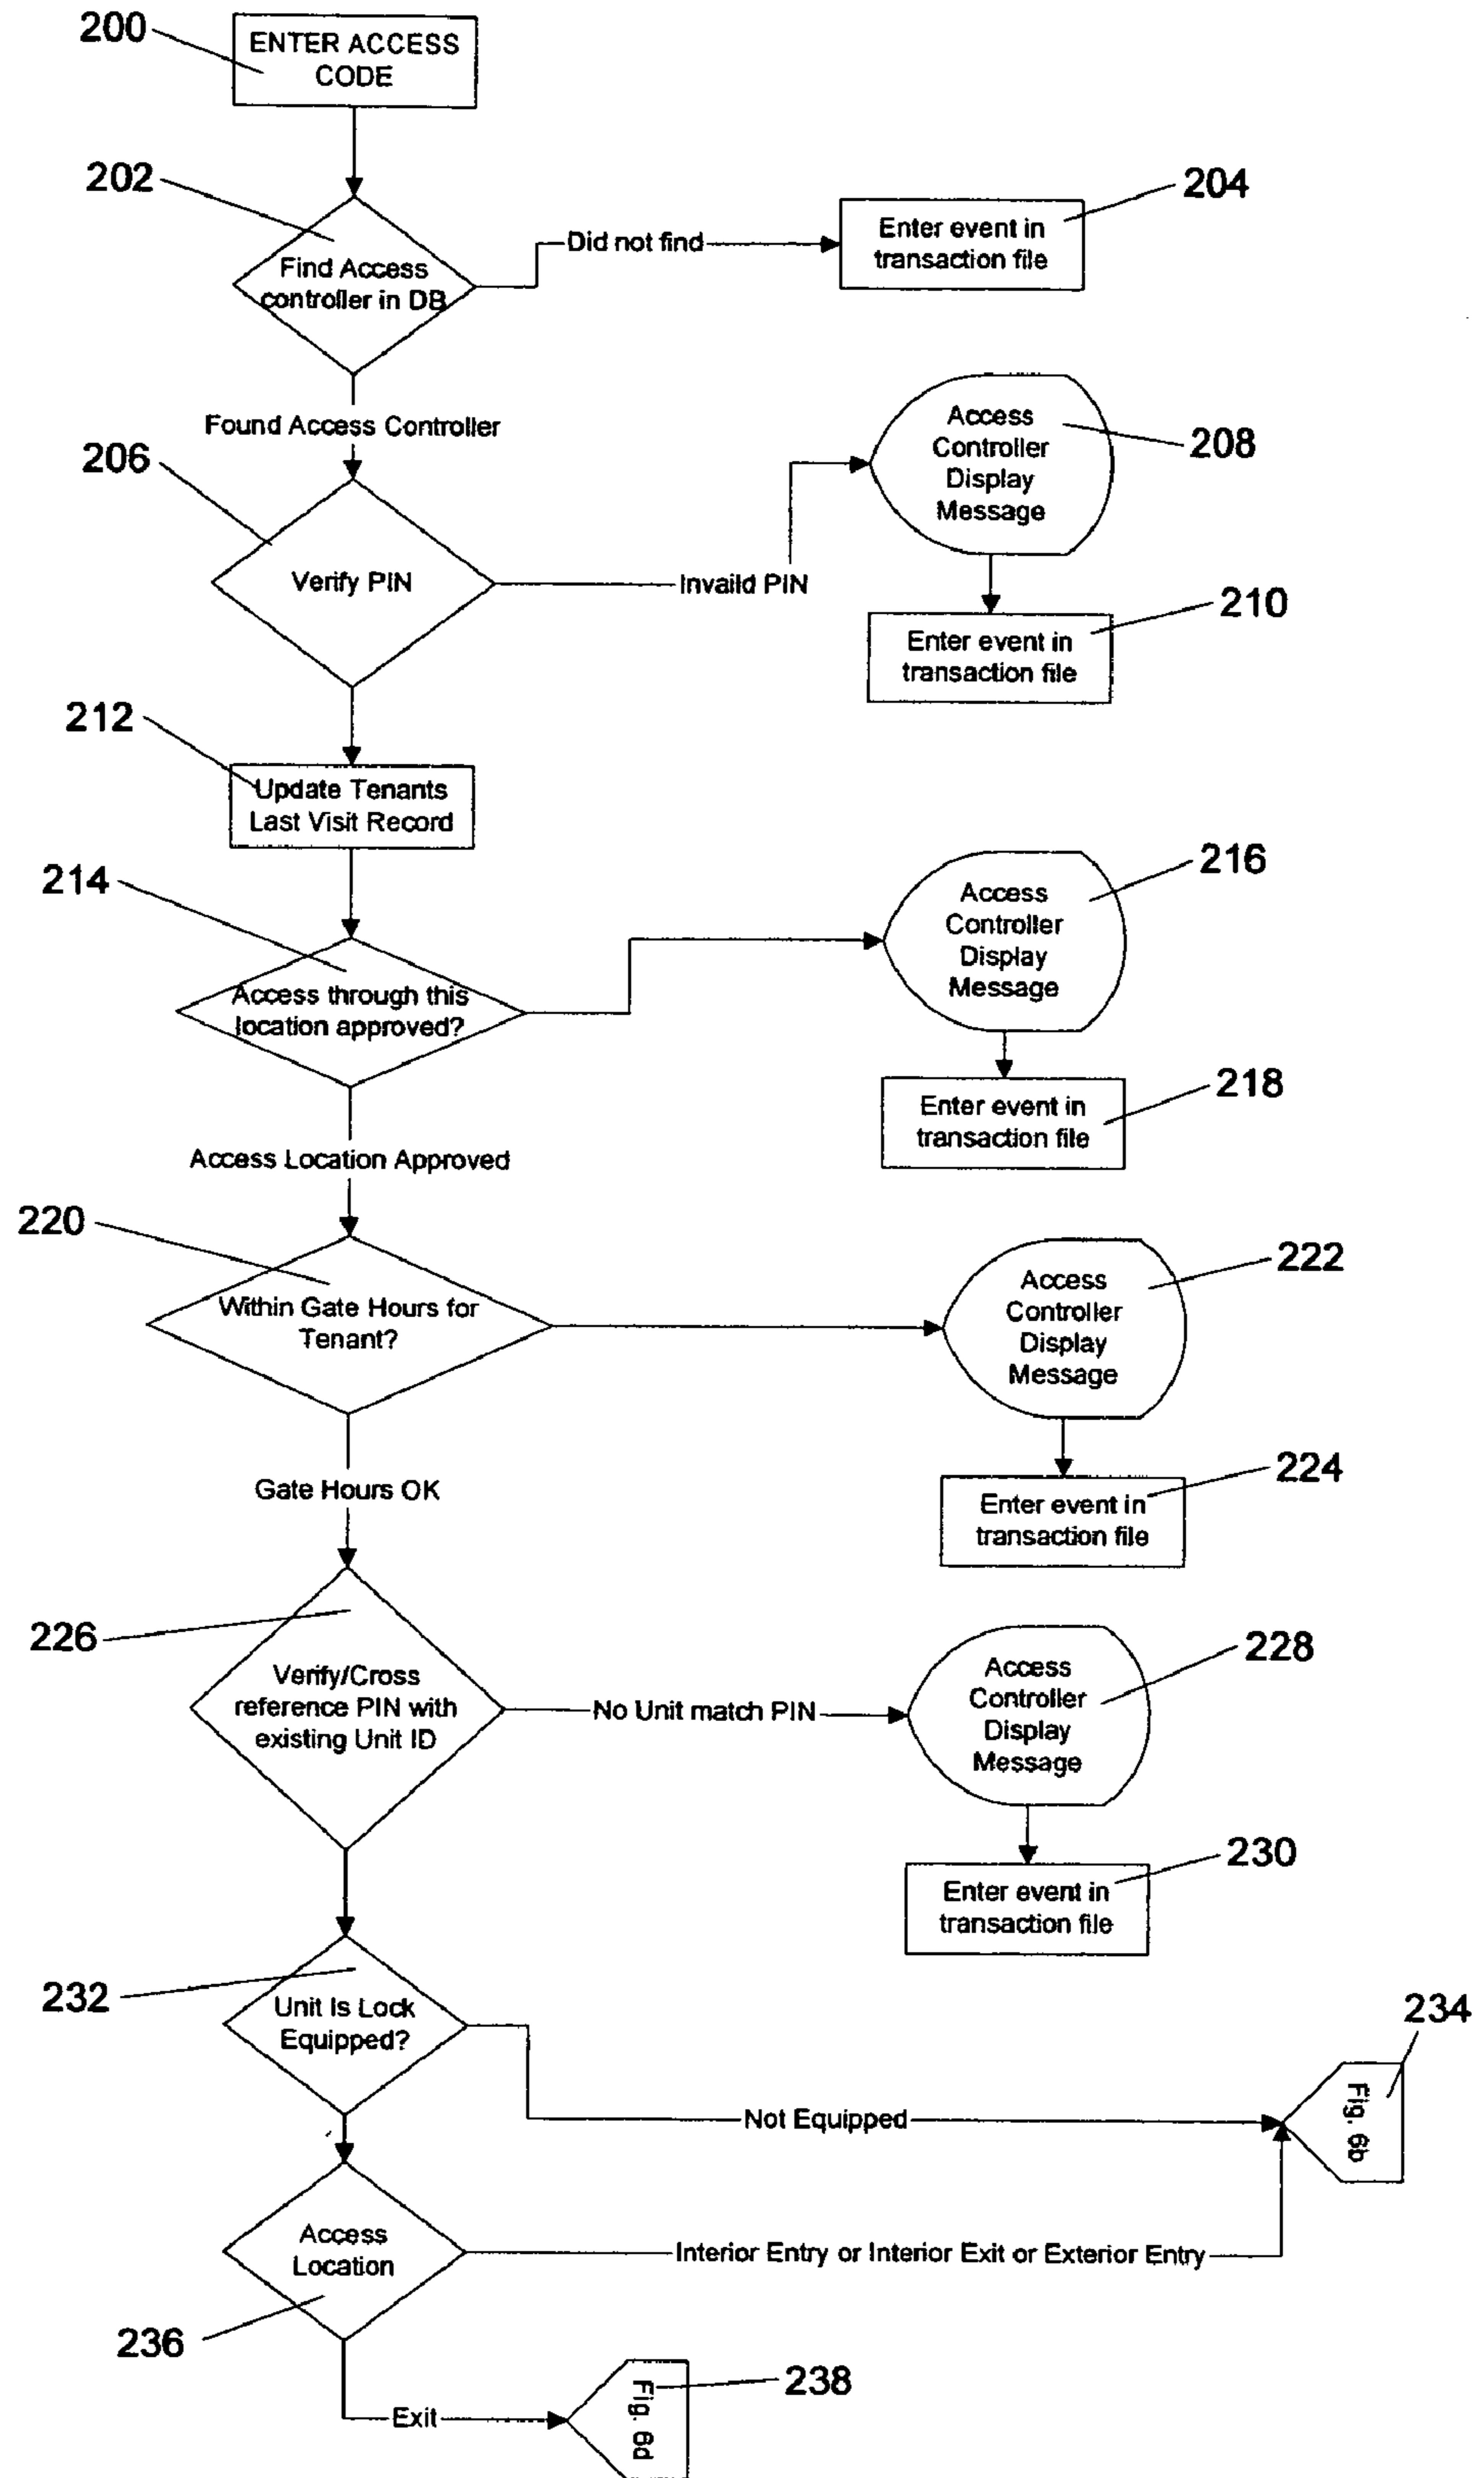 200
ENTER ACCESS
CODE
202
Find Access
controller in DB
Did not find
204
Enter event in
transaction file
Found Access Controller
206
Verify PIN
Invaild PIN
208
Access
Controller
Display
Message
210
Enter event in
transaction file
212
Update Tenants
Last Visit Record
214
Access through this
location approved?
216
Access
Controller
Display
Message
218
Enter event in
transaction file
Access Location Approved
220
Within Gate Hours for
Tenant?
222
Access
Controller
Display
Message
224
Enter event in
transaction file
Gate Hours OK
226
Verify/Cross
reference PIN with
existing Unit ID
No Unit match PIN
228
Access
Controller
Display
Message
230
Enter event in
transaction file
232
Unit Is Lock
Equipped?
Not Equipped
234
Fig. 6b
Access
Location
236
Interior Entry or Interior Exit or Exterior Entry
Exit
238
Fig. 6d